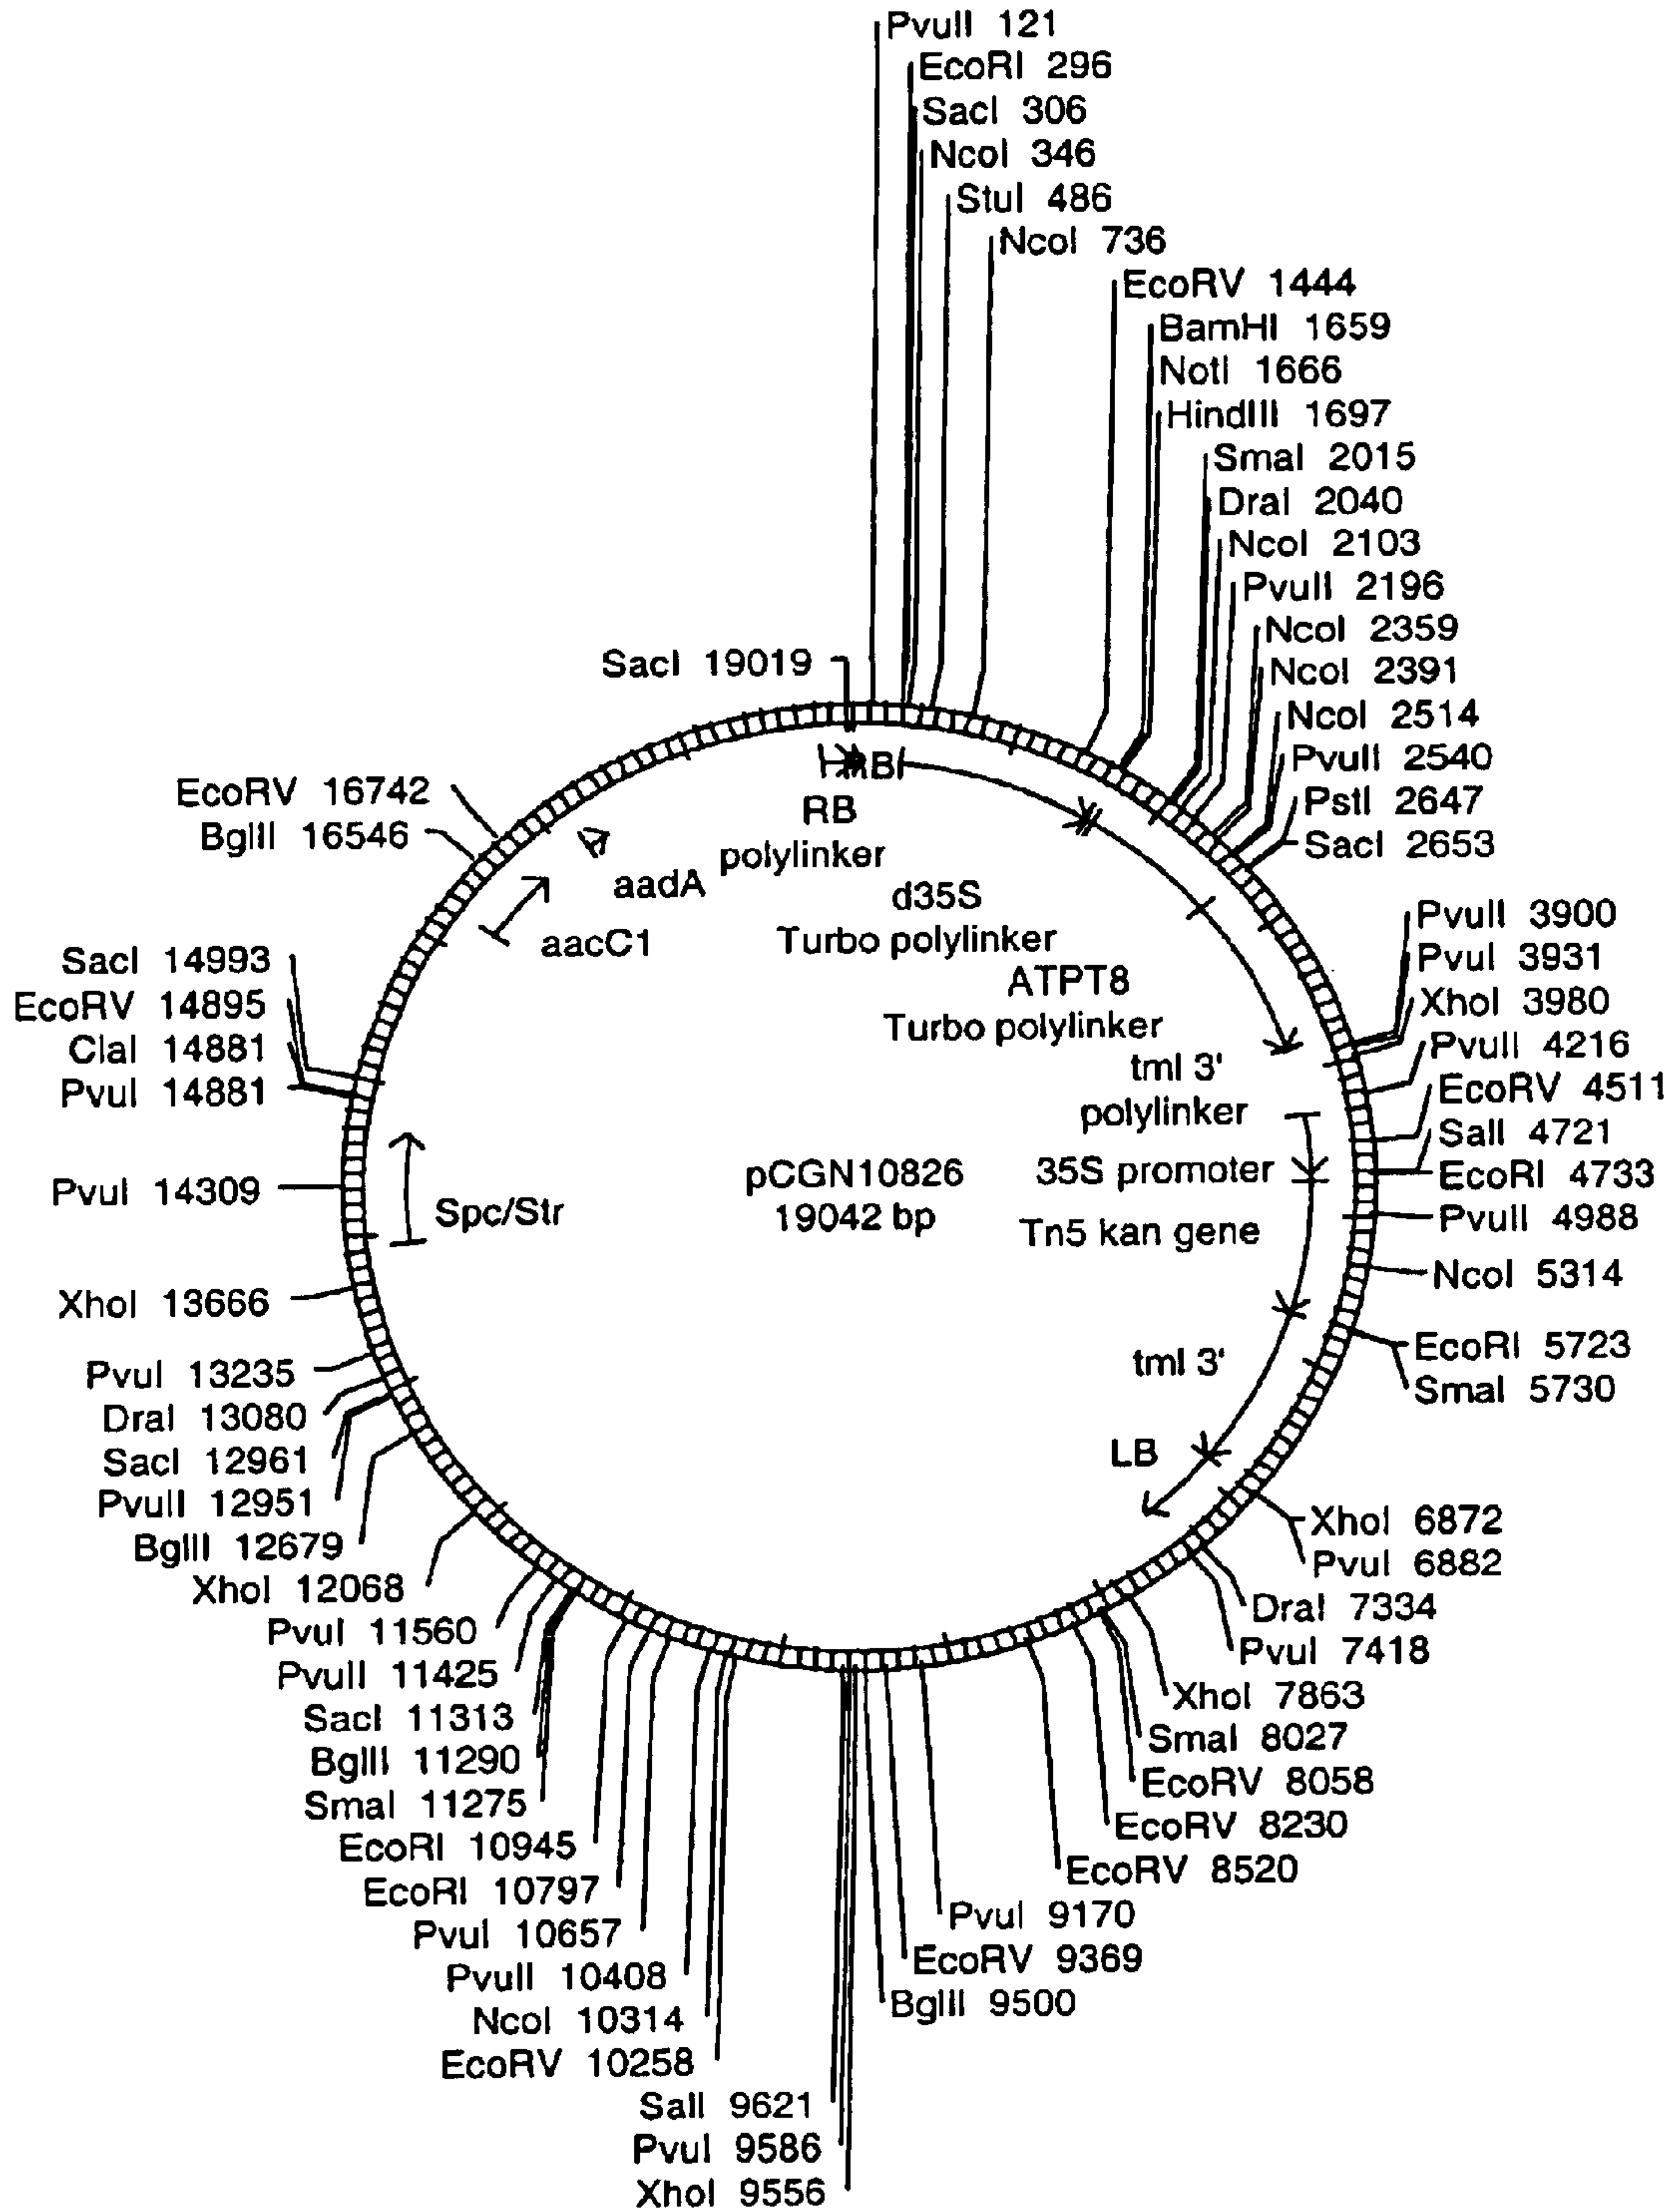 PvuII 121
EcoRI 296
SacI 306
NcoI 346
StuI 486
NcoI 736
EcoRV 1444
BamHI 1659
NotI 1666
HindIII 1697
SmaI 2015
DraI 2040
NcoI 2103
PvuII 2196
NcoI 2359
NcoI 2391
NcoI 2514
PvuII 2540
PstI 2647
SacI 2653
PvuII 3900
PvuI 3931
XhoI 3980
PvuII 4216
EcoRV 4511
SalI 4721
EcoRI 4733
PvuII 4988
NcoI 5314
EcoRI 5723
SmaI 5730
XhoI 6872
PvuI 6882
DraI 7334
PvuI 7418
XhoI 7863
SmaI 8027
EcoRV 8058
EcoRV 8230
EcoRV 8520
PvuI 9170
EcoRV 9369
BglII 9500
XhoI 9556
PvuI 9586
SalI 9621
EcoRV 10258
NcoI 10314
PvuII 10408
PvuI 10657
EcoRI 10797
EcoRI 10945
SmaI 11275
BglII 11290
SacI 11313
PvuII 11425
PvuI 11560
XhoI 12068
BglII 12679
PvuII 12951
SacI 12961
DraI 13080
PvuI 13235
XhoI 13666
PvuI 14309
PvuI 14881
ClaI 14881
EcoRV 14895
SacI 14993
BglII 16546
EcoRV 16742
SacI 19019
RB
polylinker
d35S
Turbo polylinker
ATPT8
Turbo polylinker
tml 3'
polylinker
35S promoter
Tn5 kan gene
tml 3'
LB
aadA
aacC1
Spc/Str
pCGN10826
19042 bp